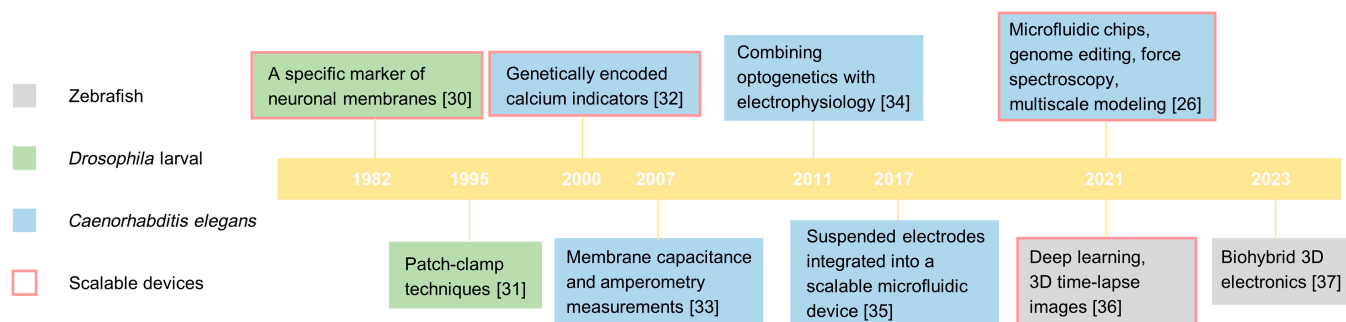 Zebrafish
Drosophila larval
Caenorhabditis elegans
Scalable devices
A specific marker of
neuronal membranes [30]
Genetically encoded
calcium indicators [32]
Combining
optogenetics with
electrophysiology [34]
Microfluidic chips,
genome editing, force
spectroscopy,
multiscale modeling [26]
1982 1995 2000 2007 2011 2017 2021 2023
Patch-clamp
techniques [31]
Membrane capacitance
and amperometry
measurements [33]
Suspended electrodes
integrated into a
scalable microfluidic
device [35]
Deep learning,
3D time-lapse
images [36]
Biohybrid 3D
electronics [37]